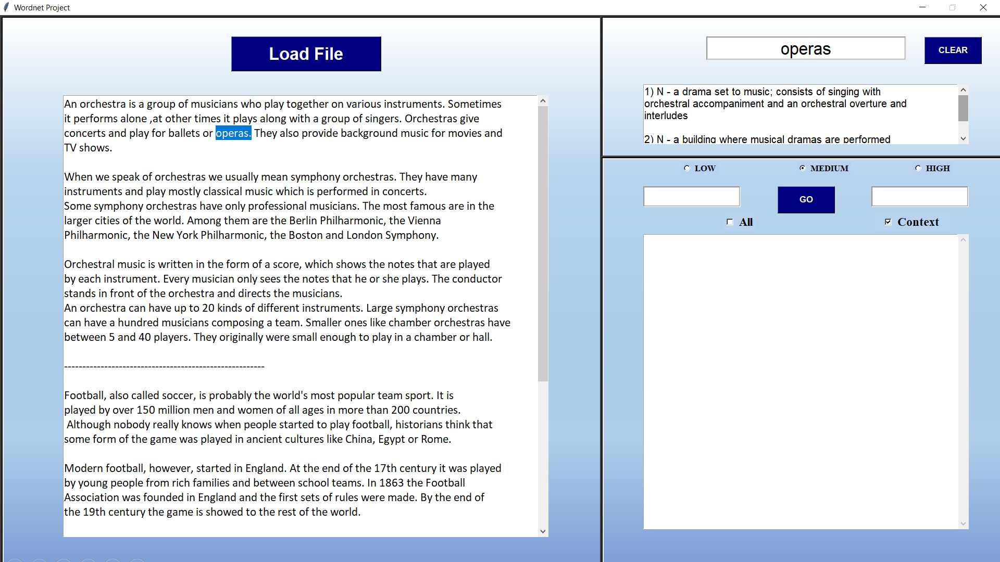 Wordnet Project
Load File
An orchestra is a group of musicians who play together on various instruments. Sometimes
it performs alone ,at other times it plays along with a group of singers. Orchestras give
concerts and play for ballets or operas. They also provide background music for movies and
TV shows.
When we speak of orchestras we usually mean symphony orchestras. They have many
instruments and play mostly classical music which is performed in concerts.
Some symphony orchestras have only professional musicians. The most famous are in the
larger cities of the world. Among them are the Berlin Philharmonic, the Vienna
Philharmonic, the New York Philharmonic, the Boston and London Symphony.
Orchestral music is written in the form of a score, which shows the notes that are played
by each instrument. Every musician only sees the notes that he or she plays. The conductor
stands in front of the orchestra and directs the musicians.
An orchestra can have up to 20 kinds of different instruments. Large symphony orchestras
can have a hundred musicians composing a team. Smaller ones like chamber orchestras have
between 5 and 40 players. They originally were small enough to play in a chamber or hall.
-------------------------------------------------------
Football, also called soccer, is probably the world's most popular team sport. It is
played by over 150 million men and women of all ages in more than 200 countries.
Although nobody really knows when people started to play football, historians think that
some form of the game was played in ancient cultures like China, Egypt or Rome.
Modern football, however, started in England. At the end of the 17th century it was played
by young people from rich families and between school teams. In 1863 the Football
Association was founded in England and the first sets of rules were made. By the end of
the 19th century the game is showed to the rest of the world.
operas
CLEAR
1) N - a drama set to music; consists of singing with
orchestral accompaniment and an orchestral overture and
interludes
2) N - a building where musical dramas are performed
LOW
MEDIUM
HIGH
GO
All
Context